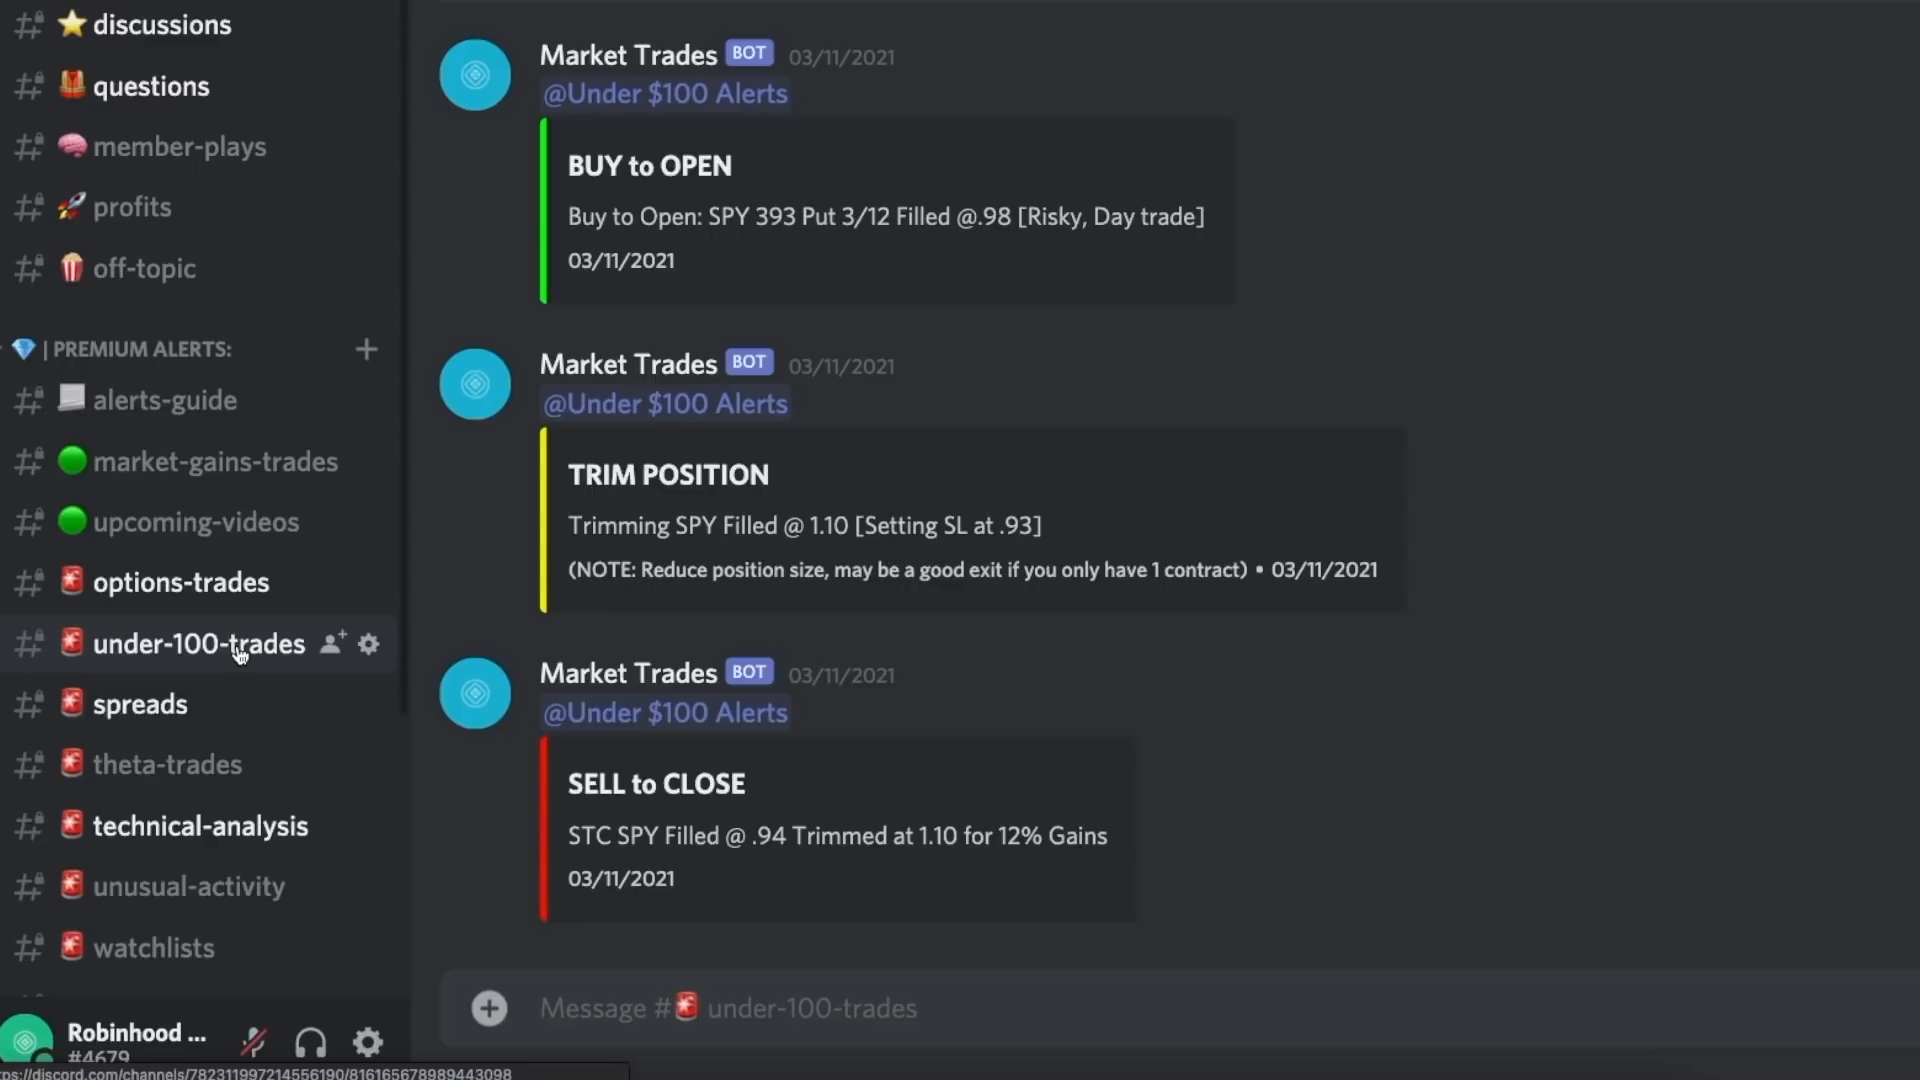 discussions
questions
member-plays
profits
off-topic
| PREMIUM ALERTS:
alerts-guide
market-gains-trades
upcoming-videos
options-trades
under-100-trades
spreads
theta-trades
technical-analysis
unusual-activity
watchlists
Robinhood ...
#4679
ps://discord.com/channels/782311997214556190/816165678989443098
Market Trades BOT 03/11/2021
@Under $100 Alerts
BUY to OPEN
Buy to Open: SPY 393 Put 3/12 Filled @.98 [Risky, Day trade]
03/11/2021
Market Trades BOT 03/11/2021
@Under $100 Alerts
TRIM POSITION
Trimming SPY Filled @ 1.10 [Setting SL at .93]
(NOTE: Reduce position size, may be a good exit if you only have 1 contract) • 03/11/2021
Market Trades BOT 03/11/2021
@Under $100 Alerts
SELL to CLOSE
STC SPY Filled @ .94 Trimmed at 1.10 for 12% Gains
03/11/2021
Message # under-100-trades